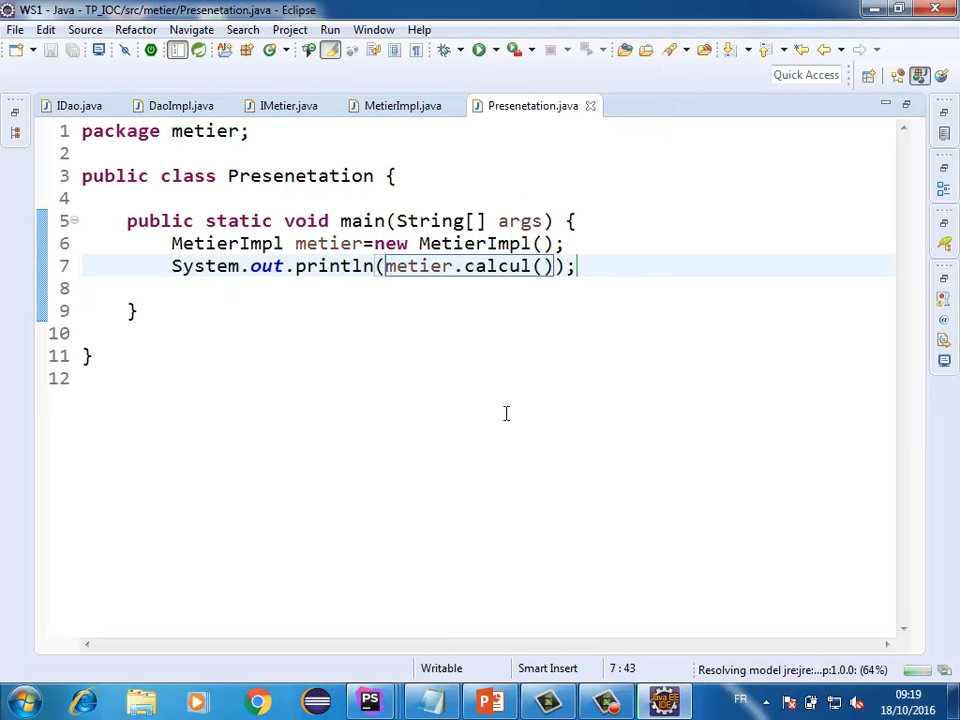 WS1 - Java - TP_IOC/src/metier/Presenetation.java - Eclipse
File Edit Source Refactor Navigate Search Project Run Window Help
Quick Access
IDao.java DaoImpl.java IMetier.java MetierImpl.java Presenetation.java
1 package metier;
2
3 public class Presenetation {
4
5 public static void main(String[] args) {
6 MetierImpl metier=new MetierImpl();
7 System.out.println(metier.calcul());
8
9 }
10
11 }
12
Writable Smart Insert 7 : 43 Resolving model jre:jre:...p:1.0.0: (64%)
PS Java EE IDE FR 09:19
18/10/2016